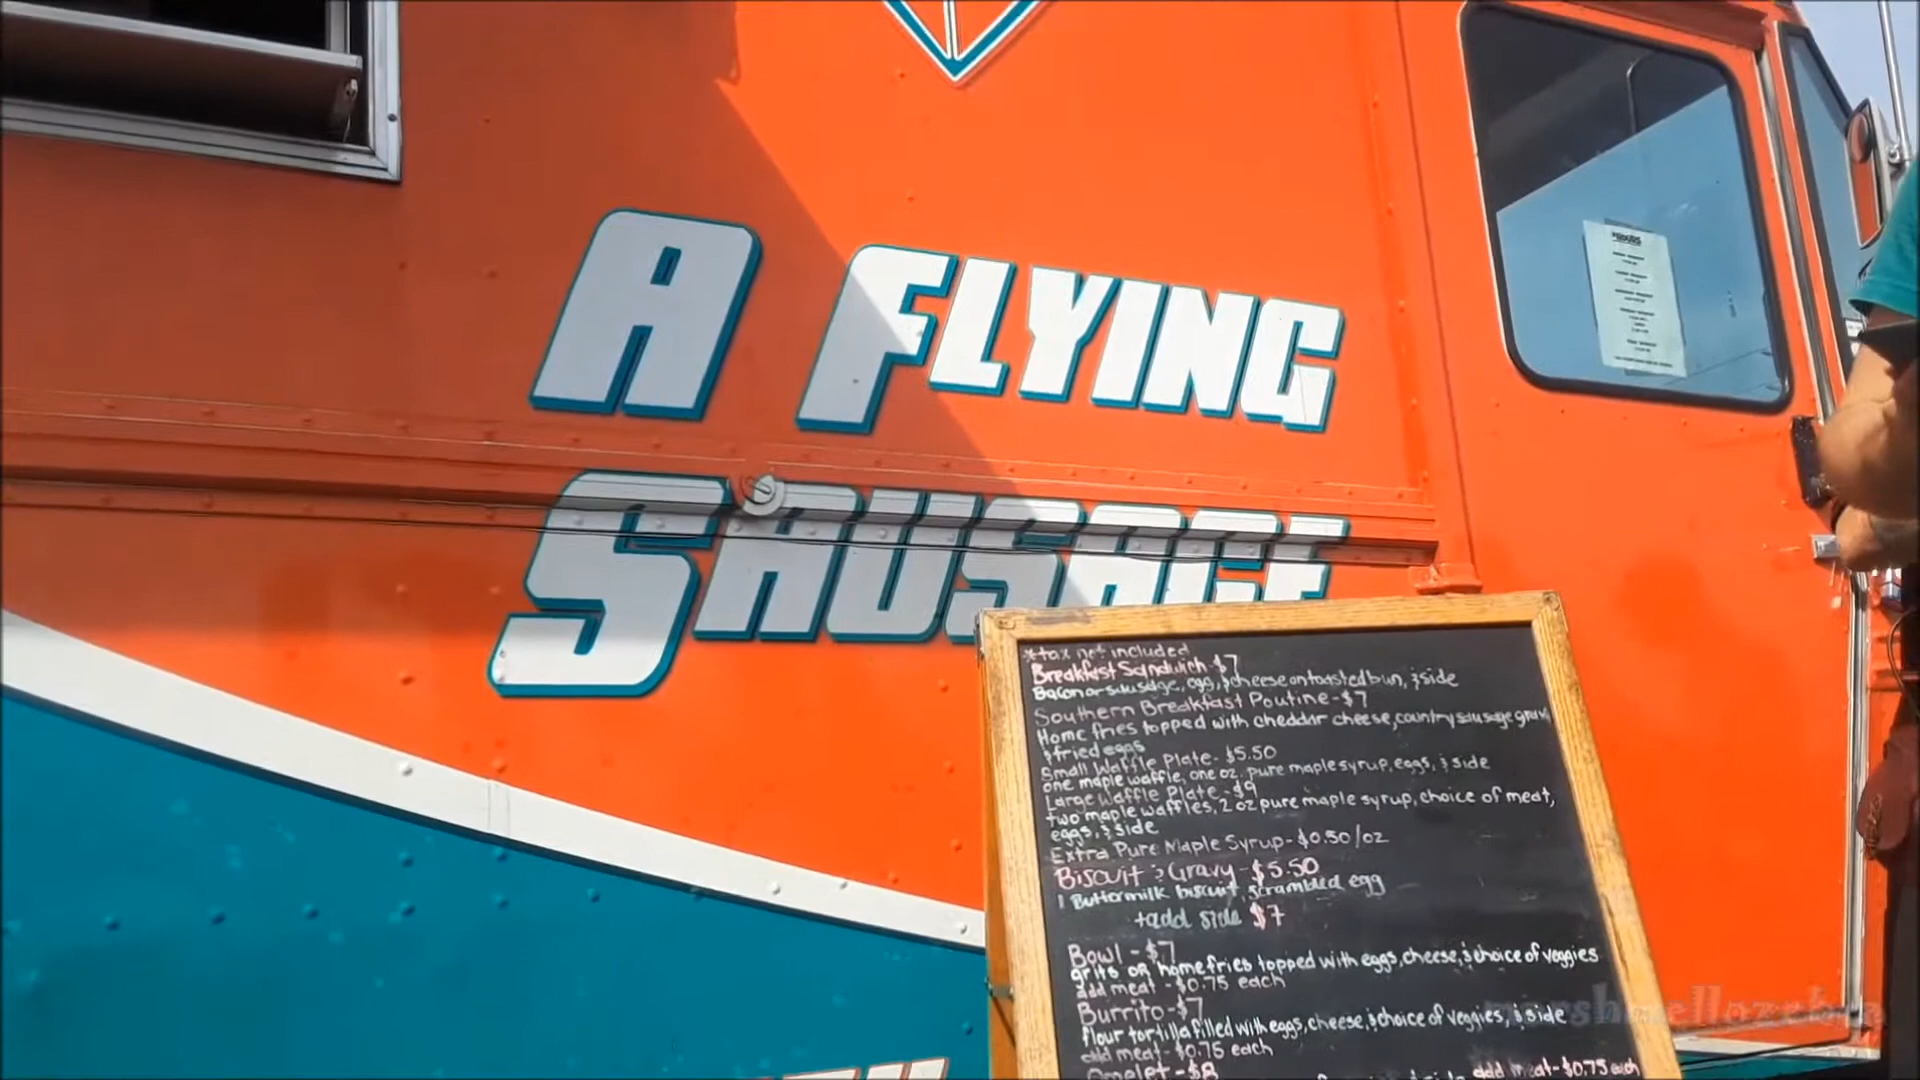 A FLYING
SAUSAGE
*tax not included
Breakfast Sandwich $7
Bacon or sausage, egg, & cheese on toasted bun, & side
Southern Breakfast Poutine - $7
Home fries topped with cheddar cheese, country sausage gravy
& fried eggs
Small Waffle Plate - $5.50
one maple waffle, one oz. pure maple syrup, eggs, & side
Large Waffle Plate - $9
two maple waffles, 2 oz pure maple syrup, choice of meat,
eggs, & side
Extra Pure Maple Syrup - $0.50/oz
Biscuit & Gravy - $5.50
1 Buttermilk biscuit, scrambled egg
+add side $7
Bowl - $7
grits OR homefries topped with eggs, cheese, & choice of veggies
add meat - $0.75 each
Burrito - $7
flour tortilla filled with eggs, cheese, & choice of veggies, & side
add meat - $0.75 each
Omelet - $8
add meat - $0.75 each